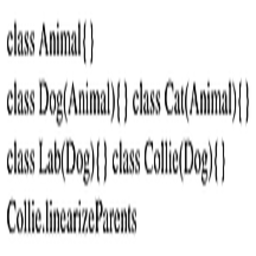 class Animal{}
class Dog(Animal){} class Cat(Animal){}
class Lab(Dog){} class Collie(Dog){}
Collie.linearizeParents